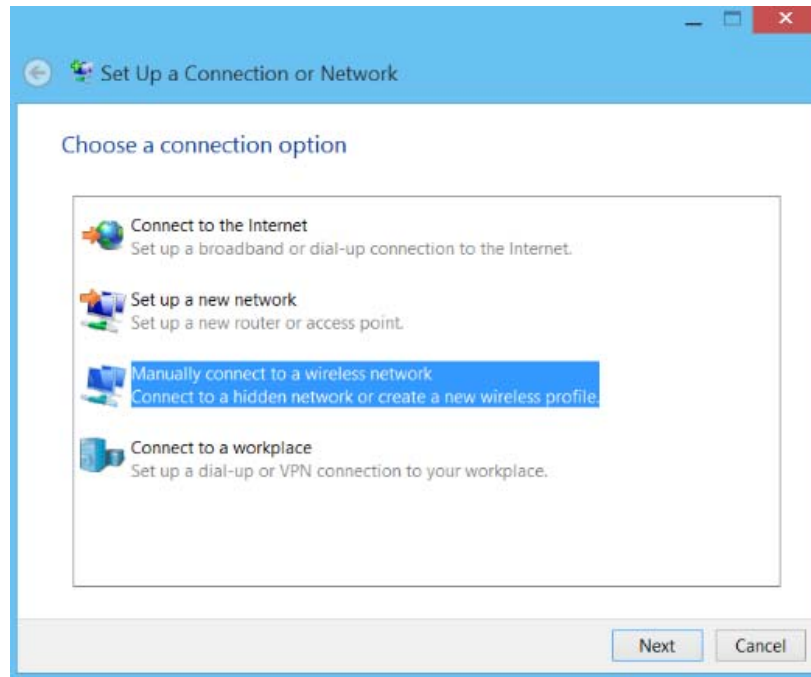 Set Up a Connection or Network
Choose a connection option
Connect to the Internet
Set up a broadband or dial-up connection to the Internet.
Set up a new network
Set up a new router or access point.
Manually connect to a wireless network
Connect to a hidden network or create a new wireless profile.
Connect to a workplace
Set up a dial-up or VPN connection to your workplace.
Next Cancel